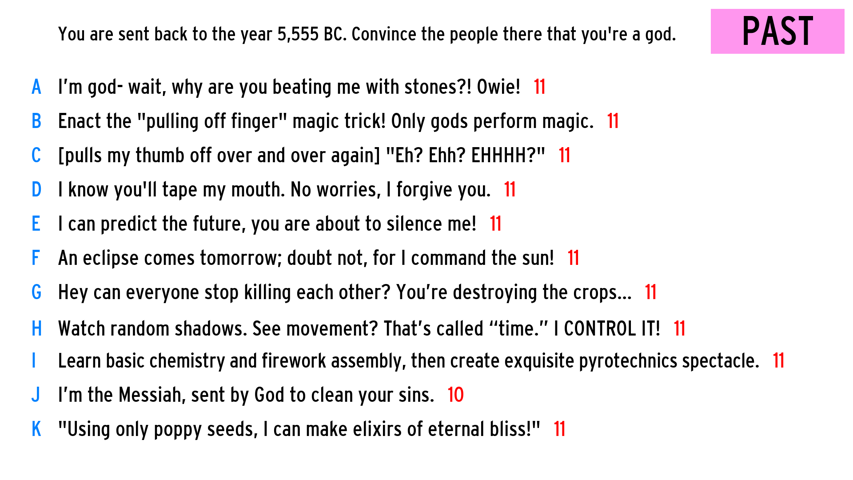 You are sent back to the year 5,555 BC. Convince the people there that you're a god.
PAST
A I’m god- wait, why are you beating me with stones?! Owie! 11
B Enact the "pulling off finger" magic trick! Only gods perform magic. 11
C [pulls my thumb off over and over again] "Eh? Ehh? EHHHH?" 11
D I know you'll tape my mouth. No worries, I forgive you. 11
E I can predict the future, you are about to silence me! 11
F An eclipse comes tomorrow; doubt not, for I command the sun! 11
G Hey can everyone stop killing each other? You’re destroying the crops... 11
H Watch random shadows. See movement? That’s called “time.” I CONTROL IT! 11
I Learn basic chemistry and firework assembly, then create exquisite pyrotechnics spectacle. 11
J I’m the Messiah, sent by God to clean your sins. 10
K "Using only poppy seeds, I can make elixirs of eternal bliss!" 11